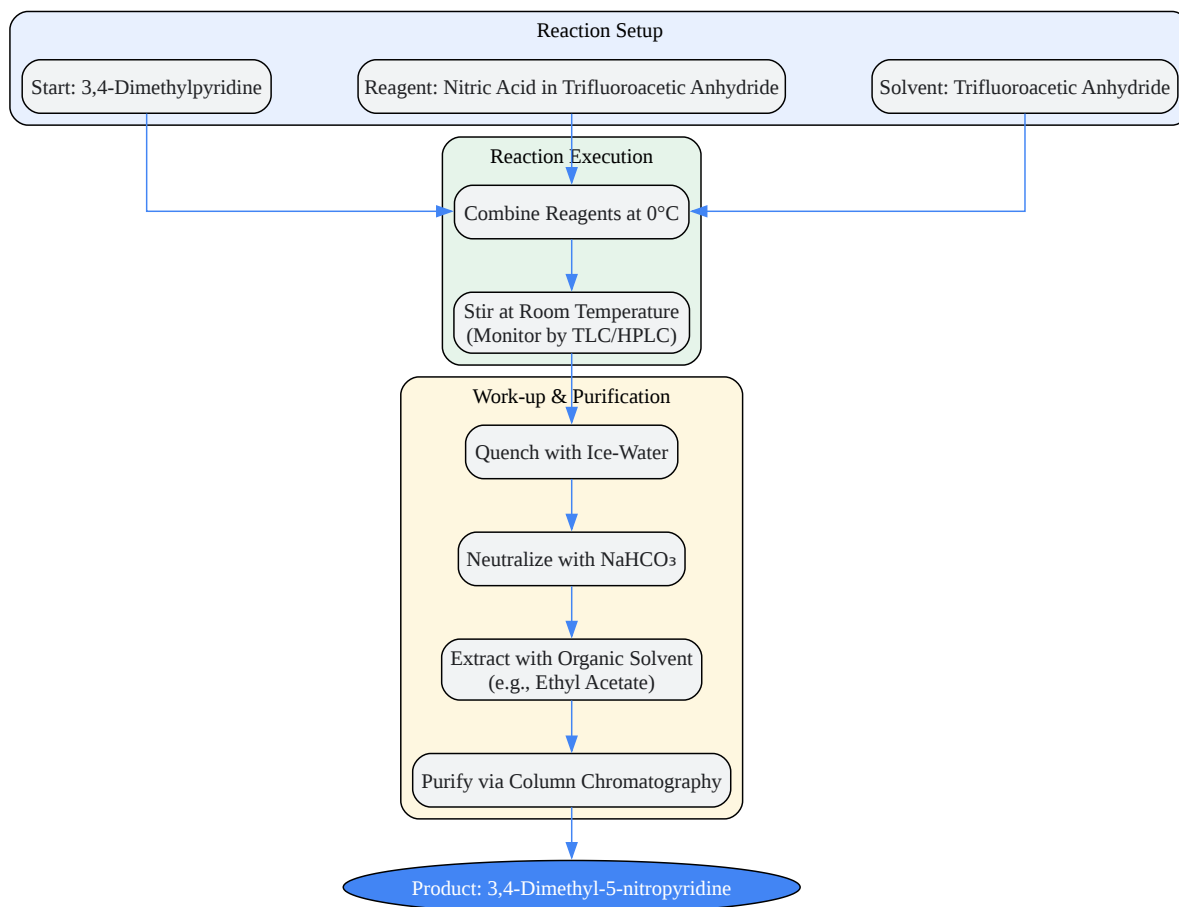 Reaction Setup
Start: 3,4-Dimethylpyridine
Reagent: Nitric Acid in Trifluoroacetic Anhydride
Solvent: Trifluoroacetic Anhydride
Reaction Execution
Combine Reagents at 0°C
Stir at Room Temperature
(Monitor by TLC/HPLC)
Work-up & Purification
Quench with Ice-Water
Neutralize with NaHCO₃
Extract with Organic Solvent
(e.g., Ethyl Acetate)
Purify via Column Chromatography
Product: 3,4-Dimethyl-5-nitropyridine